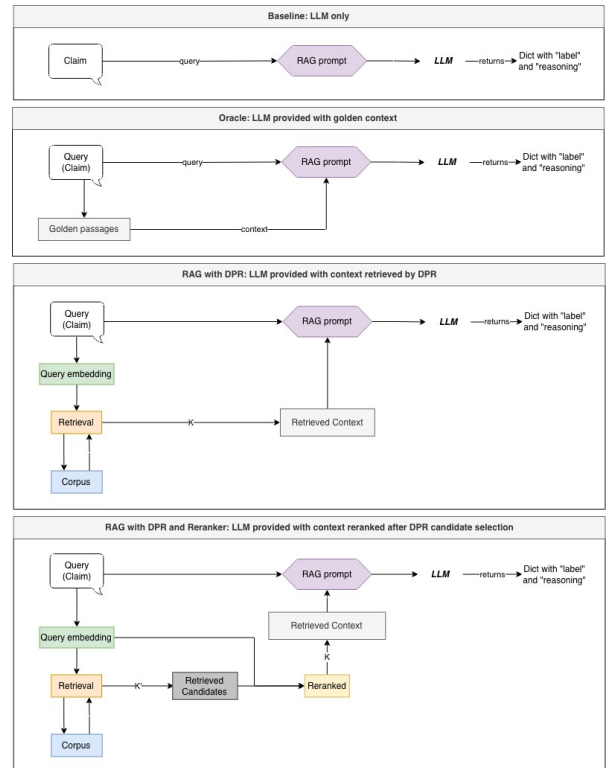 Baseline: LLM only
Claim
query
RAG prompt
LLM
returns
Dict with "label"
and "reasoning"
Oracle: LLM provided with golden context
Query
(Claim)
query
RAG prompt
LLM
returns
Dict with "label"
and "reasoning"
Golden passages
context
RAG with DPR: LLM provided with context retrieved by DPR
Query
(Claim)
RAG prompt
LLM
returns
Dict with "label"
and "reasoning"
Query embedding
Retrieval
K
Retrieved Context
Corpus
RAG with DPR and Reranker: LLM provided with context reranked after DPR candidate selection
Query
(Claim)
RAG prompt
LLM
returns
Dict with "label"
and "reasoning"
Retrieved Context
Query embedding
K
Retrieval
K'
Retrieved
Candidates
Reranked
Corpus